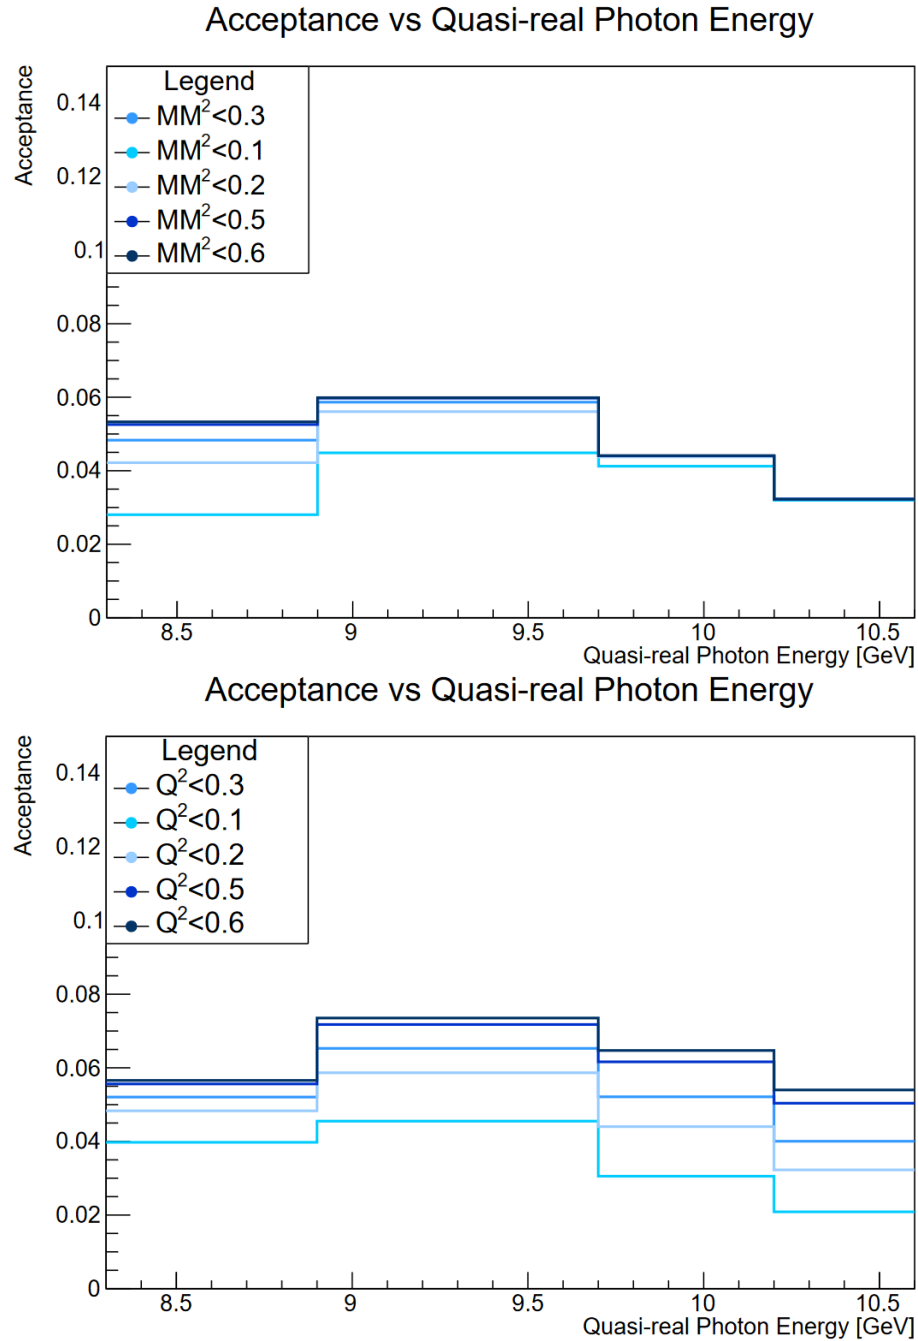 Acceptance vs Quasi-real Photon Energy
Acceptance
Legend
MM²<0.3
MM²<0.1
MM²<0.2
MM²<0.5
MM²<0.6
0.14
0.12
0.1
0.08
0.06
0.04
0.02
0
8.5 9 9.5 10 10.5
Quasi-real Photon Energy [GeV]
Acceptance vs Quasi-real Photon Energy
Acceptance
Legend
Q²<0.3
Q²<0.1
Q²<0.2
Q²<0.5
Q²<0.6
0.14
0.12
0.1
0.08
0.06
0.04
0.02
0
8.5 9 9.5 10 10.5
Quasi-real Photon Energy [GeV]